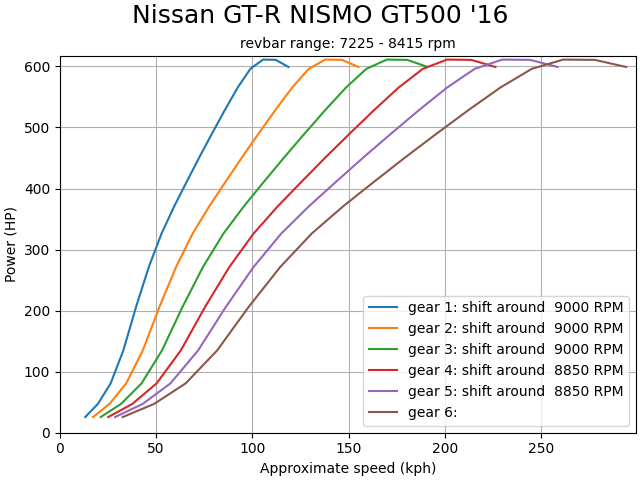 Nissan GT-R NISMO GT500 '16
revbar range: 7225 - 8415 rpm
Power (HP)
600
500
400
300
200
100
0
0 50 100 150 200 250
Approximate speed (kph)
gear 1: shift around  9000 RPM
gear 2: shift around  9000 RPM
gear 3: shift around  9000 RPM
gear 4: shift around  8850 RPM
gear 5: shift around  8850 RPM
gear 6: